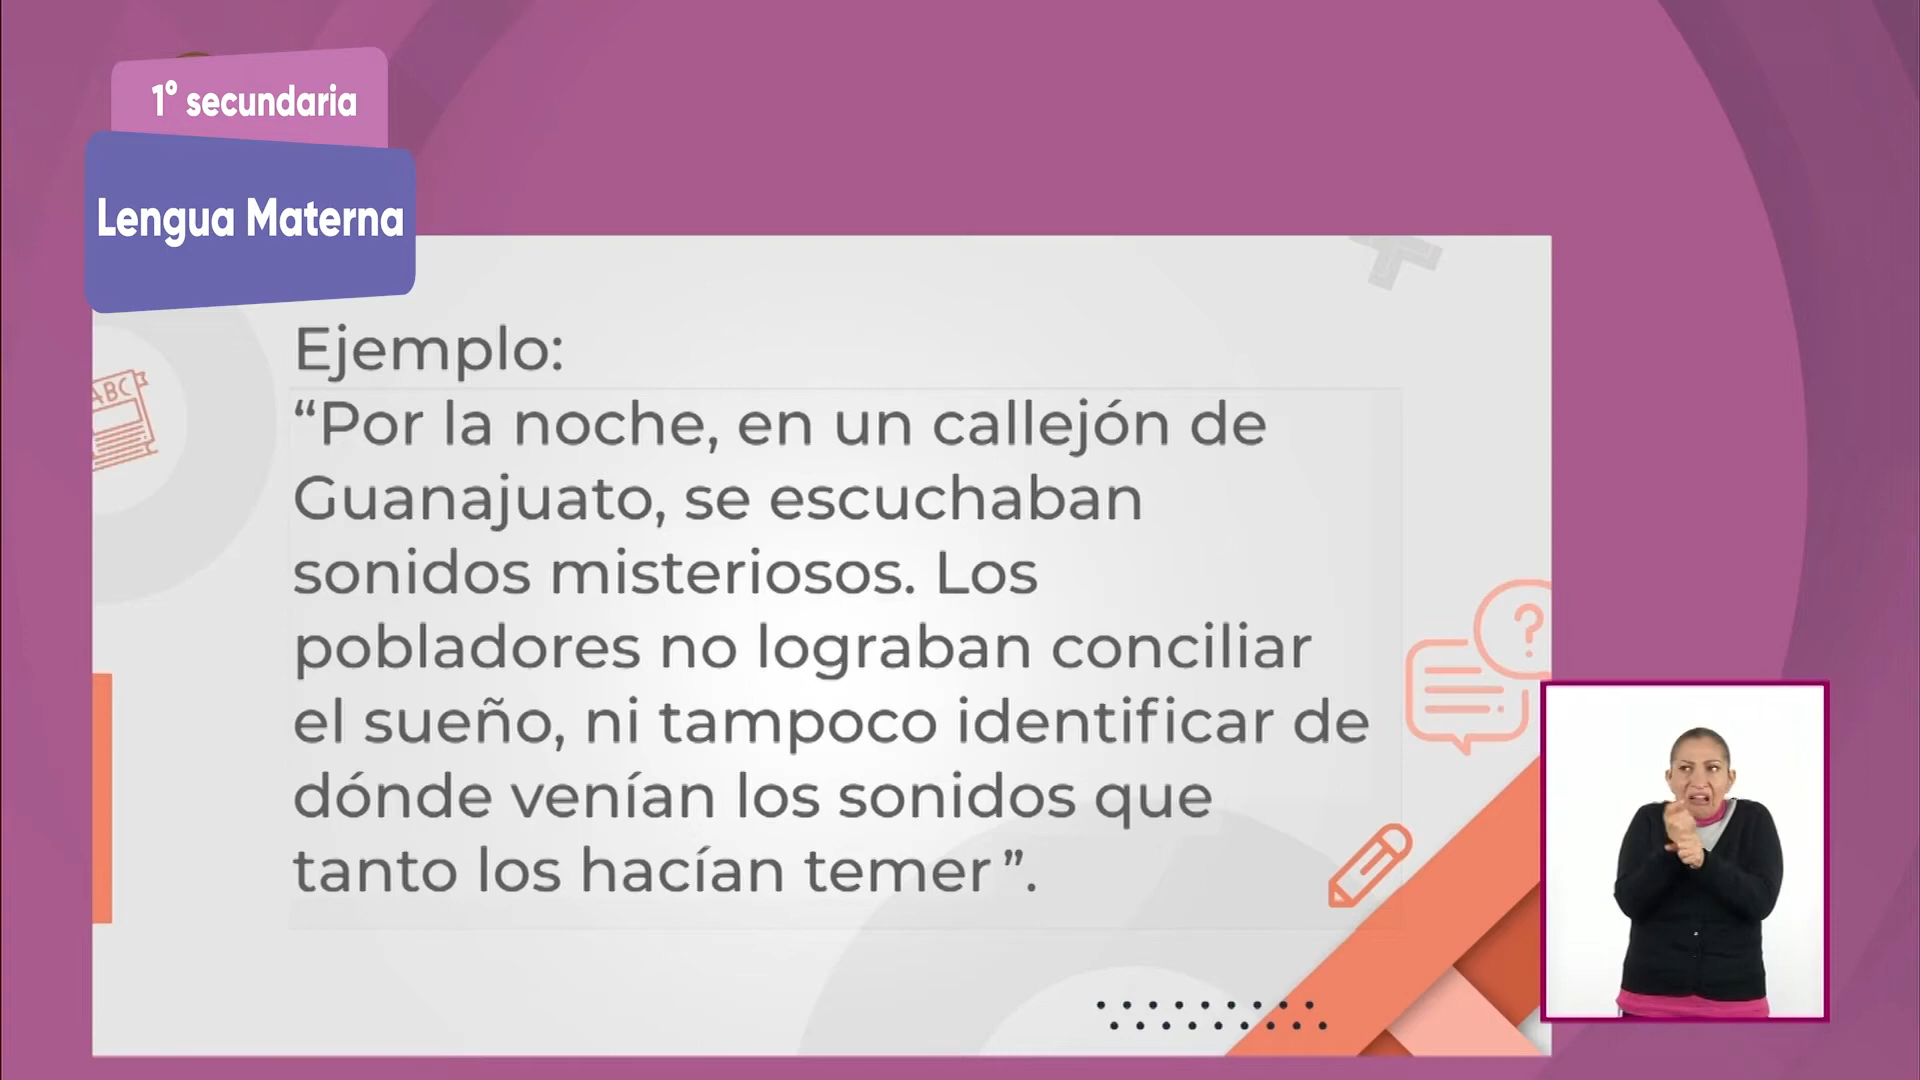 1° secundaria
Lengua Materna
Ejemplo:
“Por la noche, en un callejón de
Guanajuato, se escuchaban
sonidos misteriosos. Los
pobladores no lograban conciliar
el sueño, ni tampoco identificar de
dónde venían los sonidos que
tanto los hacían temer”.
ABC
?